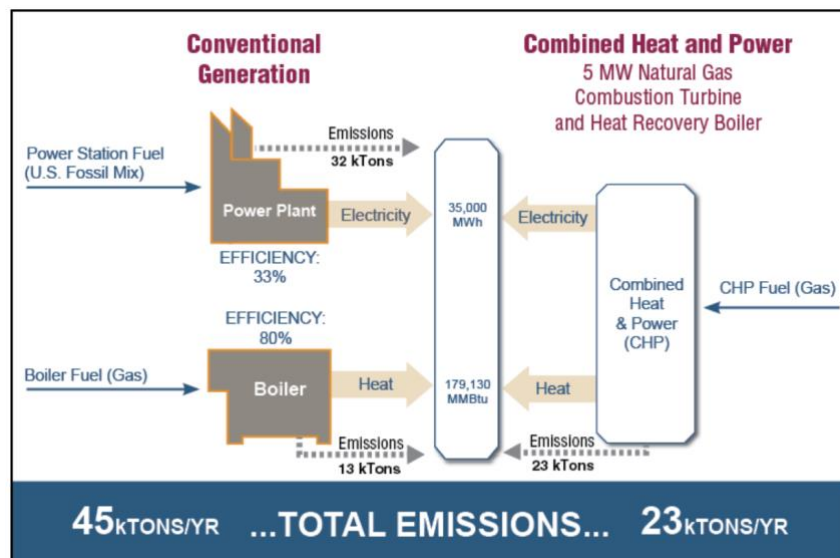 Conventional
Generation
Combined Heat and Power
5 MW Natural Gas
Combustion Turbine
and Heat Recovery Boiler
Power Station Fuel
(U.S. Fossil Mix)
Emissions
32 kTons
Power Plant
Electricity
35,000
MWh
Electricity
EFFICIENCY:
33%
Combined
Heat
& Power
(CHP)
CHP Fuel (Gas)
EFFICIENCY:
80%
Boiler Fuel (Gas)
Boiler
Heat
179,130
MMBtu
Heat
Emissions
13 kTons
Emissions
23 kTons
45kTONS/YR ...TOTAL EMISSIONS... 23kTONS/YR